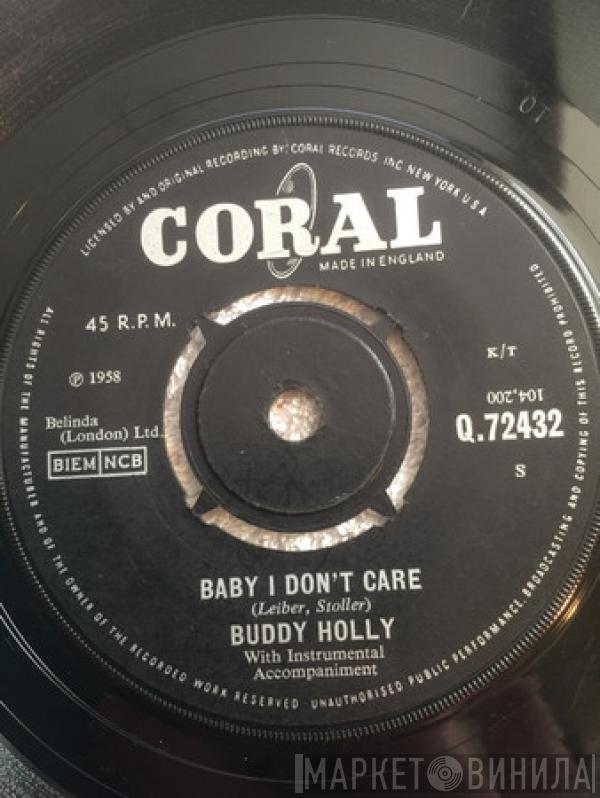 LICENSED BY AND ORIGINAL RECORDING BY: CORAL RECORDS INC NEW YORK U S A
CORAL
MADE IN ENGLAND
45 R.P.M.
K/T
℗ 1958
104,200
Belinda
(London) Ltd.
Q.72432
BIEM NCB
S
BABY I DON'T CARE
(Leiber, Stoller)
BUDDY HOLLY
With Instrumental
Accompaniment
ALL RIGHTS OF THE MANUFACTURER AND OF THE OWNER OF THE RECORDED WORK RESERVED · UNAUTHORISED PUBLIC PERFORMANCE, BROADCASTING AND COPYING OF THIS RECORD PROHIBITED
OT
МАРКЕТ ВИНИЛА